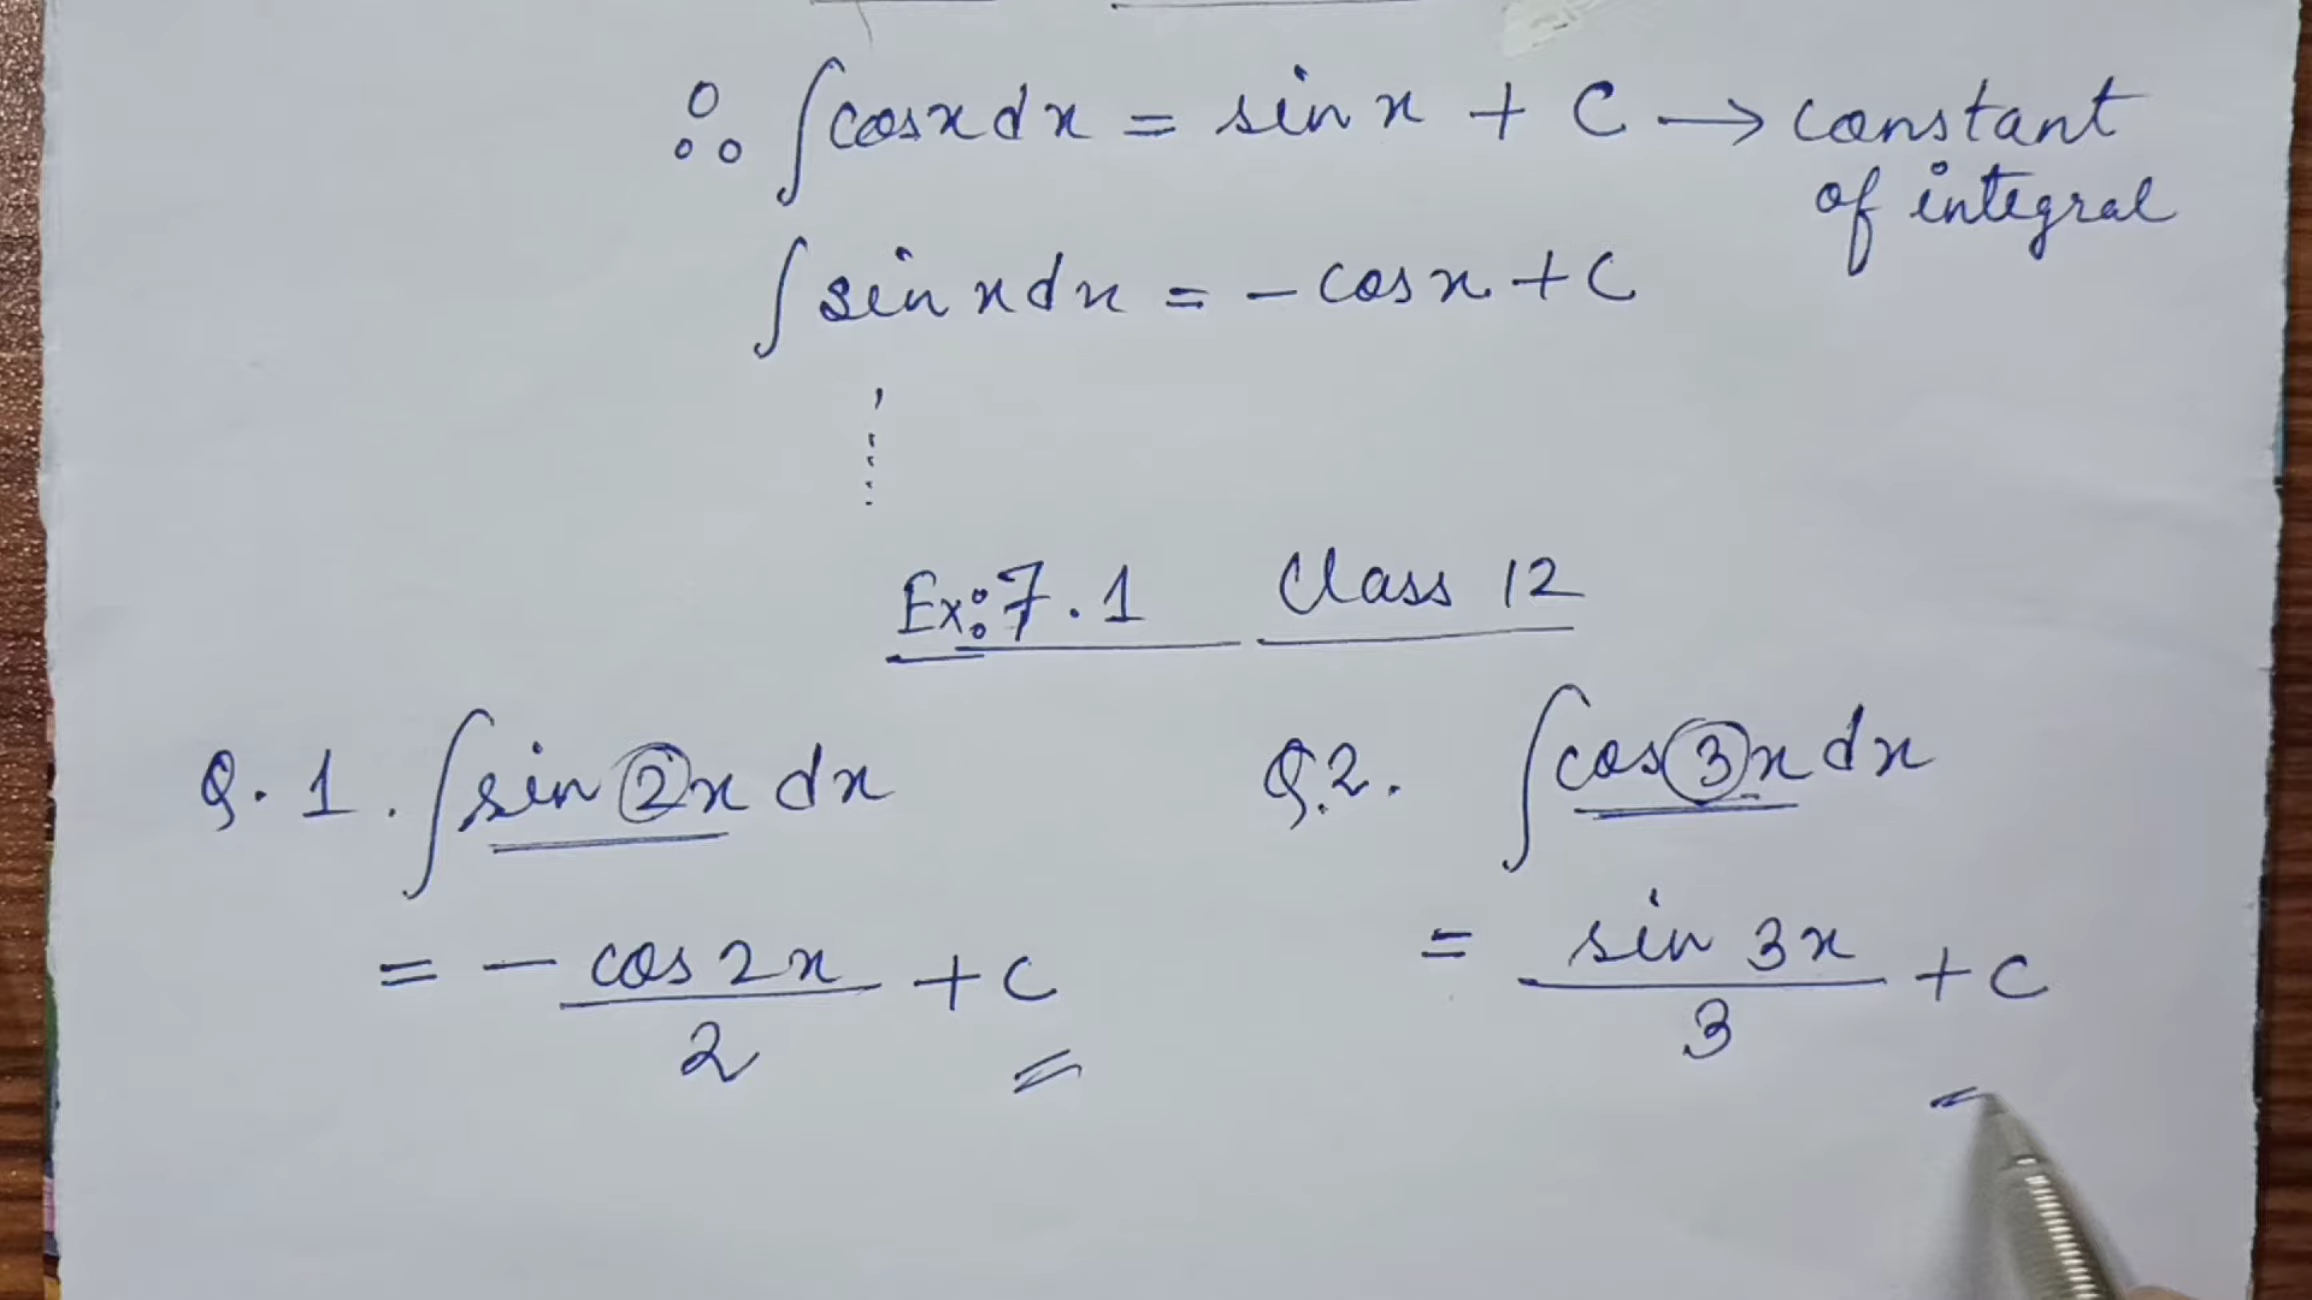 ∴ ∫cosx dx = sin x + C → constant
of integral
∫ sin x dx = - cos x + C
Ex: 7.1 Class 12
Q. 1. ∫sin 2x dx
= - cos 2x / 2 + C
Q.2. ∫cos 3x dx
= sin 3x / 3 + C